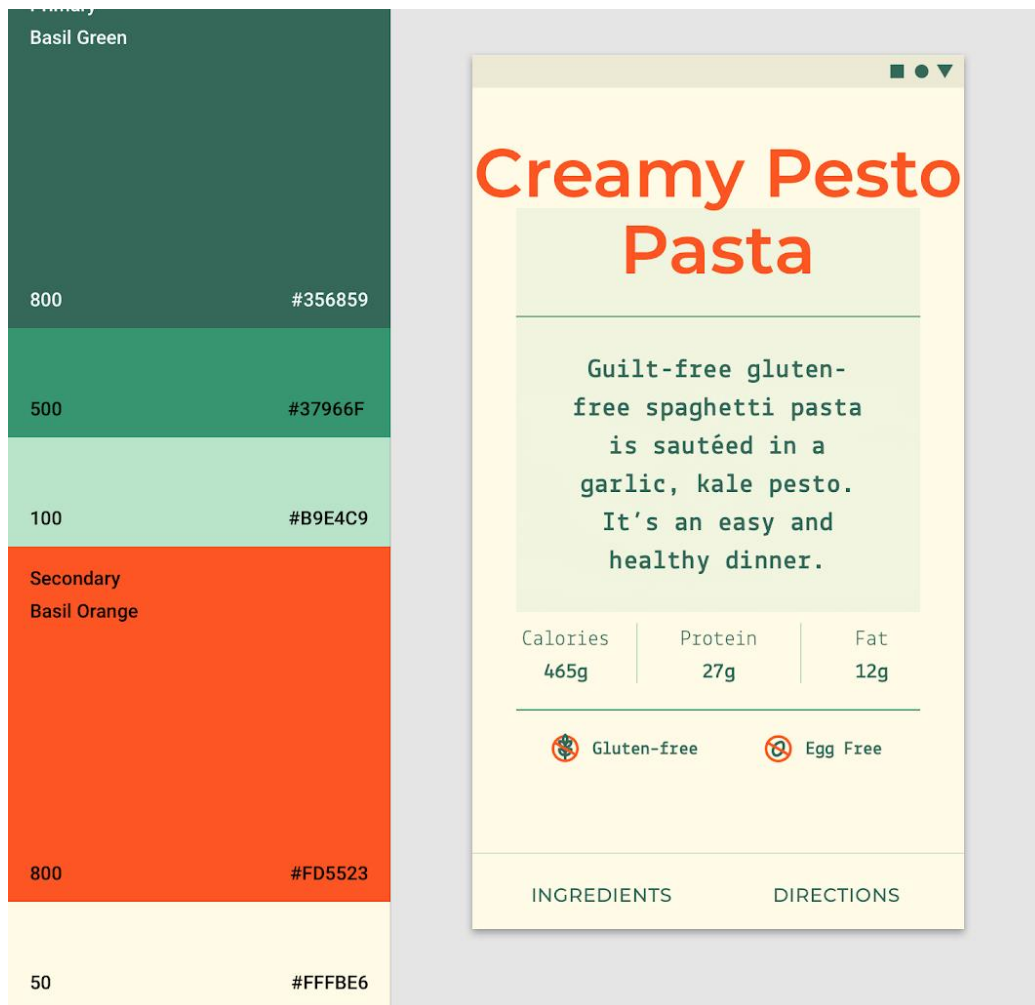 Primary
Basil Green
800 #356859
500 #37966F
100 #B9E4C9
Secondary
Basil Orange
800 #FD5523
50 #FFFBE6
Creamy Pesto
Pasta
Guilt-free gluten-
free spaghetti pasta
is sautéed in a
garlic, kale pesto.
It’s an easy and
healthy dinner.
Calories Protein Fat
465g 27g 12g
Gluten-free Egg Free
INGREDIENTS DIRECTIONS